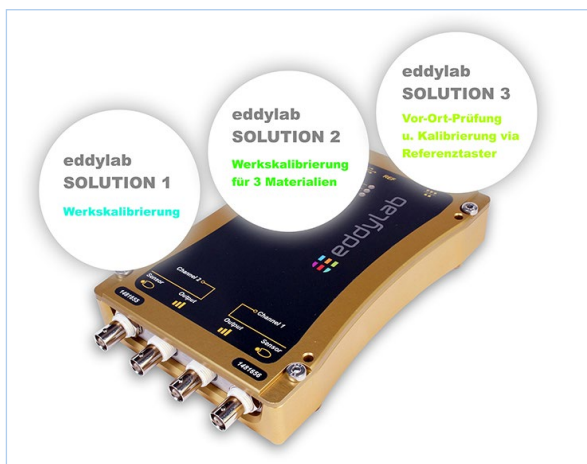 eddylab
SOLUTION 1
Werkskalibrierung
eddylab
SOLUTION 2
Werkskalibrierung
für 3 Materialien
eddylab
SOLUTION 3
Vor-Ort-Prüfung
u. Kalibrierung via
Referenztaster
REF
eddylab
Channel 2
Sensor
Output
1481655
Channel 1
Output
Sensor
1481656